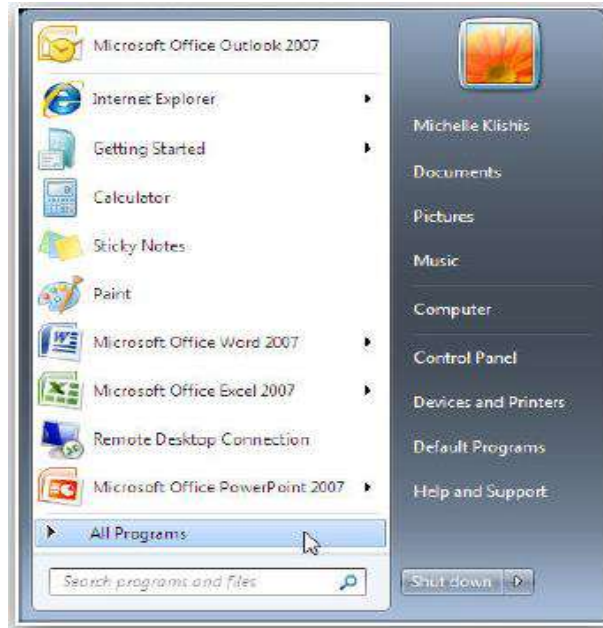 Microsoft Office Outlook 2007
Internet Explorer
Getting Started
Calculator
Sticky Notes
Paint
Microsoft Office Word 2007
Microsoft Office Excel 2007
Remote Desktop Connection
Microsoft Office PowerPoint 2007
All Programs
Search programs and files
Michelle Klishis
Documents
Pictures
Music
Computer
Control Panel
Devices and Printers
Default Programs
Help and Support
Shut down